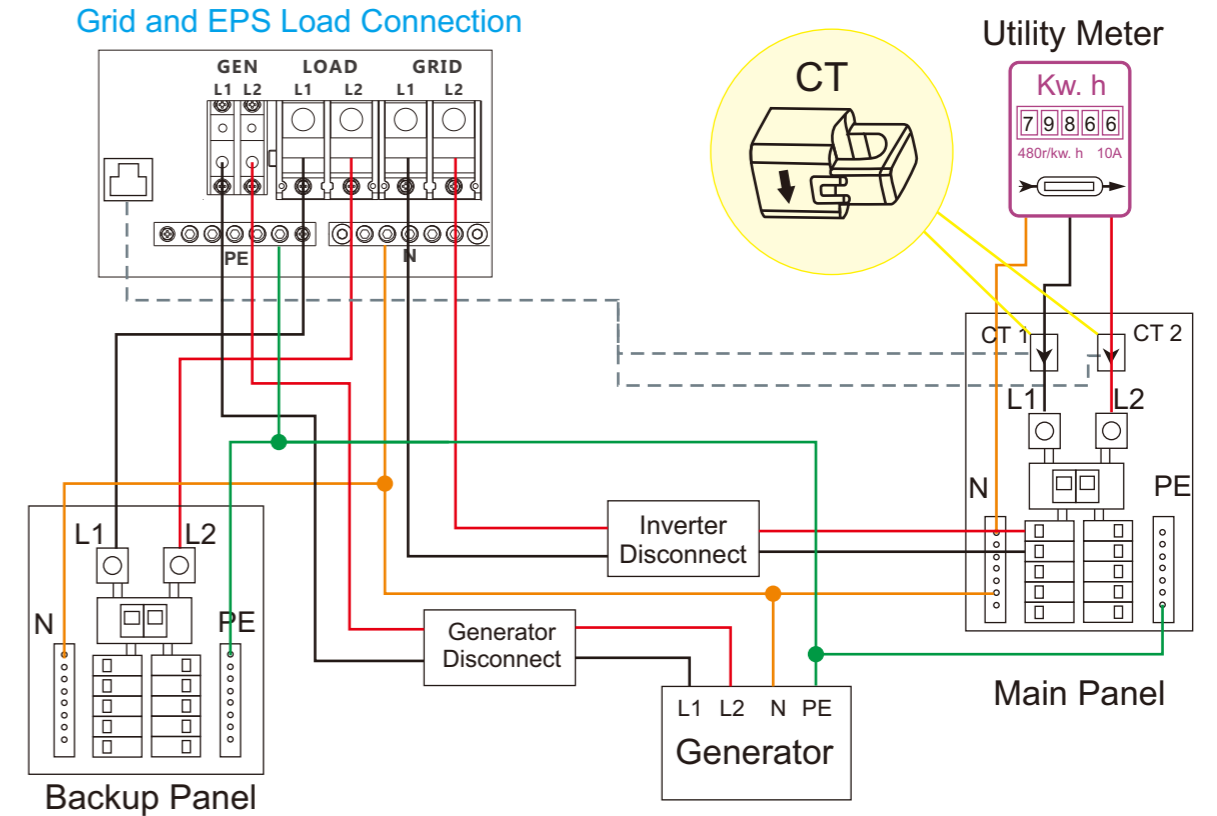 Grid and EPS Load Connection
GEN LOAD GRID
L1 L2 L1 L2 L1 L2
PE N
CT
Utility Meter
Kw. h
79866
480r/kw. h 10A
CT 1 CT 2
L1 L2
N PE
Main Panel
Inverter
Disconnect
Generator
Disconnect
L1 L2 N PE
Generator
L1 L2
N PE
Backup Panel